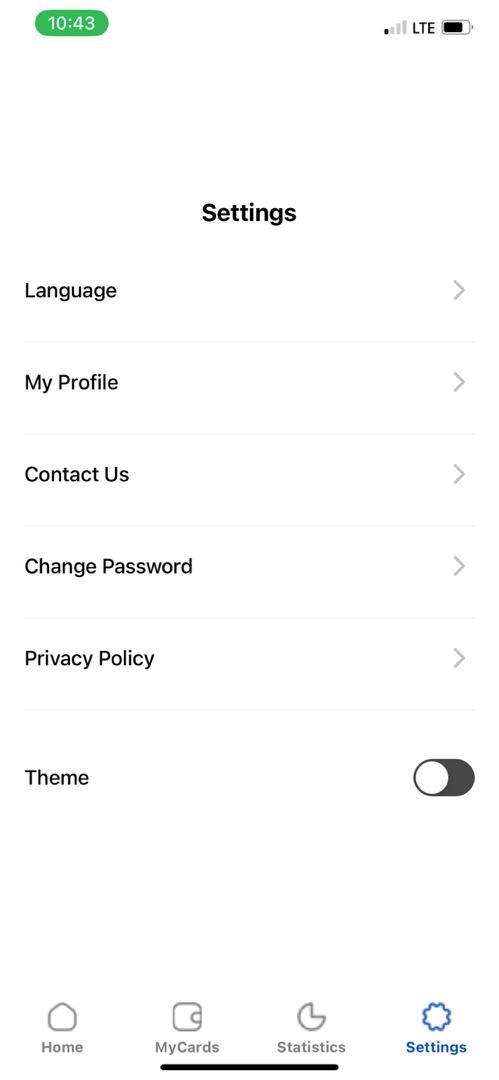 10:43
LTE
Settings
Language
My Profile
Contact Us
Change Password
Privacy Policy
Theme
Home
MyCards
Statistics
Settings